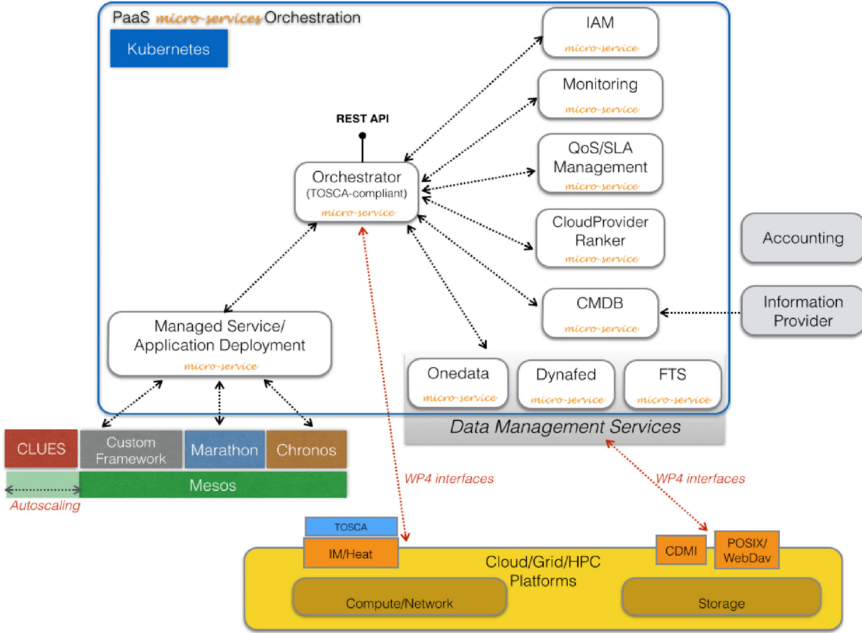 PaaS micro-services Orchestration
Kubernetes
IAM
micro-service
Monitoring
micro-service
REST API
QoS/SLA
Management
micro-service
Orchestrator
(TOSCA-compliant)
micro-service
CloudProvider
Ranker
micro-service
Accounting
CMDB
micro-service
Information
Provider
Managed Service/
Application Deployment
micro-service
Onedata
micro-service
Dynafed
micro-service
FTS
micro-service
Data Management Services
CLUES
Custom
Framework
Marathon
Chronos
Mesos
Autoscaling
WP4 interfaces
WP4 interfaces
TOSCA
IM/Heat
Cloud/Grid/HPC
Platforms
CDMI
POSIX/
WebDav
Compute/Network
Storage